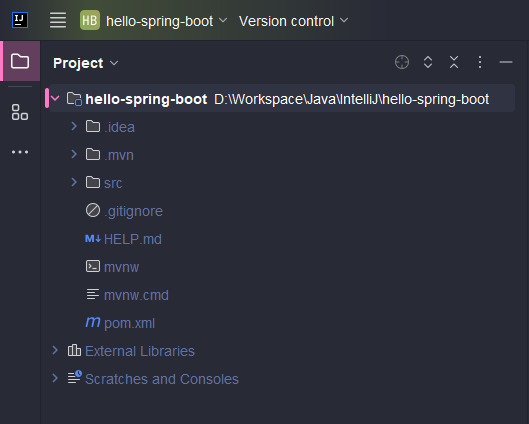 IJ HB hello-spring-boot Version control
Project
hello-spring-boot D:\Workspace\Java\IntelliJ\hello-spring-boot
.idea
.mvn
src
.gitignore
M↓ HELP.md
mvnw
mvnw.cmd
m pom.xml
External Libraries
Scratches and Consoles